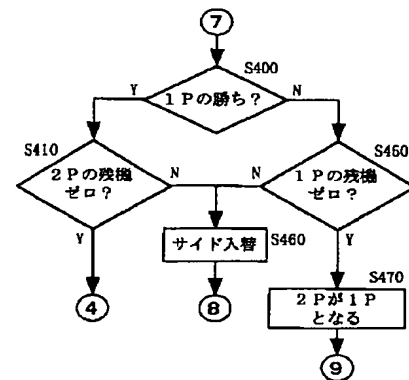 7
S400
1Pの勝ち?
Y
N
S410
2Pの残機
ゼロ?
N
N
S450
1Pの残機
ゼロ?
Y
サイド入替
S460
Y
4
8
S470
2Pが1P
となる
9